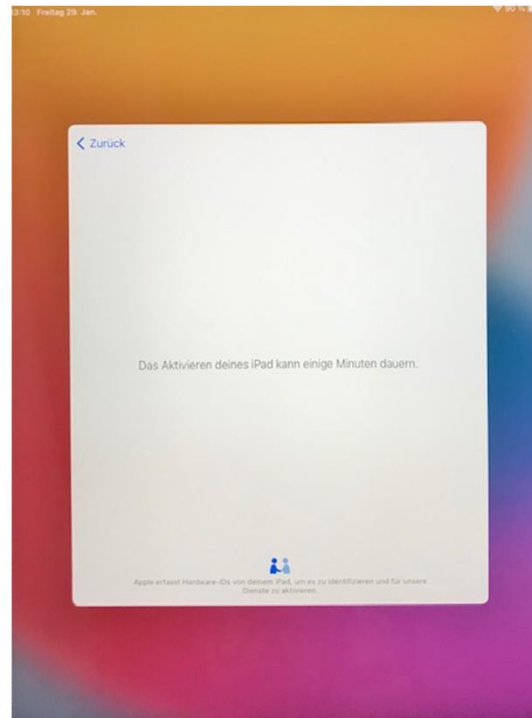 13:10 Freitag 29. Jan.
90 %
Zurück
Das Aktivieren deines iPad kann einige Minuten dauern.
Apple erfasst Hardware-IDs von deinem iPad, um es zu identifizieren und für unsere
Dienste zu aktivieren.